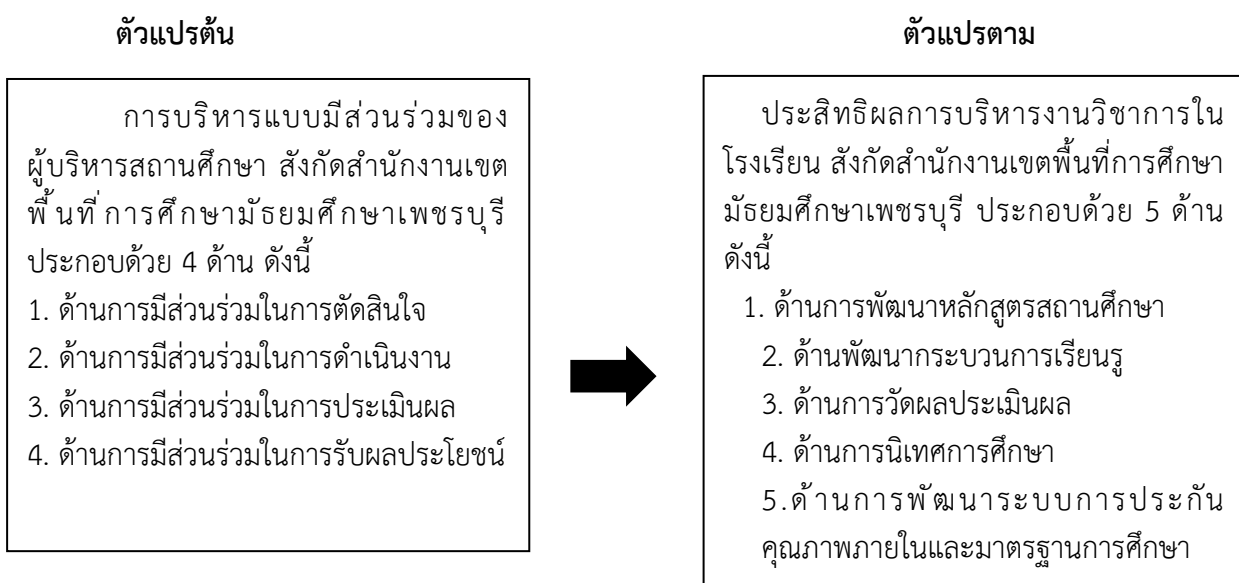 ตัวแปรต้น
การบริหารแบบมีส่วนร่วมของ
ผู้บริหารสถานศึกษา สังกัดสำนักงานเขต
พื้นที่การศึกษามัธยมศึกษาเพชรบุรี
ประกอบด้วย 4 ด้าน ดังนี้
1. ด้านการมีส่วนร่วมในการตัดสินใจ
2. ด้านการมีส่วนร่วมในการดำเนินงาน
3. ด้านการมีส่วนร่วมในการประเมินผล
4. ด้านการมีส่วนร่วมในการรับผลประโยชน์
ตัวแปรตาม
ประสิทธิผลการบริหารงานวิชาการใน
โรงเรียน สังกัดสำนักงานเขตพื้นที่การศึกษา
มัธยมศึกษาเพชรบุรี ประกอบด้วย 5 ด้าน
ดังนี้
1. ด้านการพัฒนาหลักสูตรสถานศึกษา
2. ด้านพัฒนากระบวนการเรียนรู
3. ด้านการวัดผลประเมินผล
4. ด้านการนิเทศการศึกษา
5.ด้านการพัฒนาระบบการประกัน
คุณภาพภายในและมาตรฐานการศึกษา